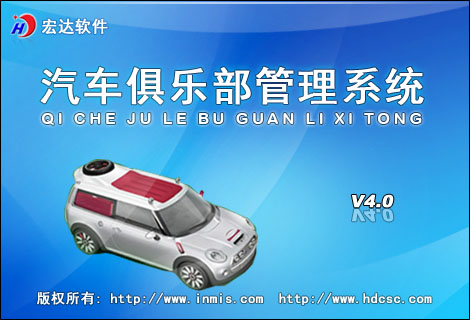 宏达软件
汽车俱乐部管理系统
QI CHE JU LE BU GUAN LI XI TONG
V4.0
版权所有: http://www.inmis.com http://www.hdcsc.com